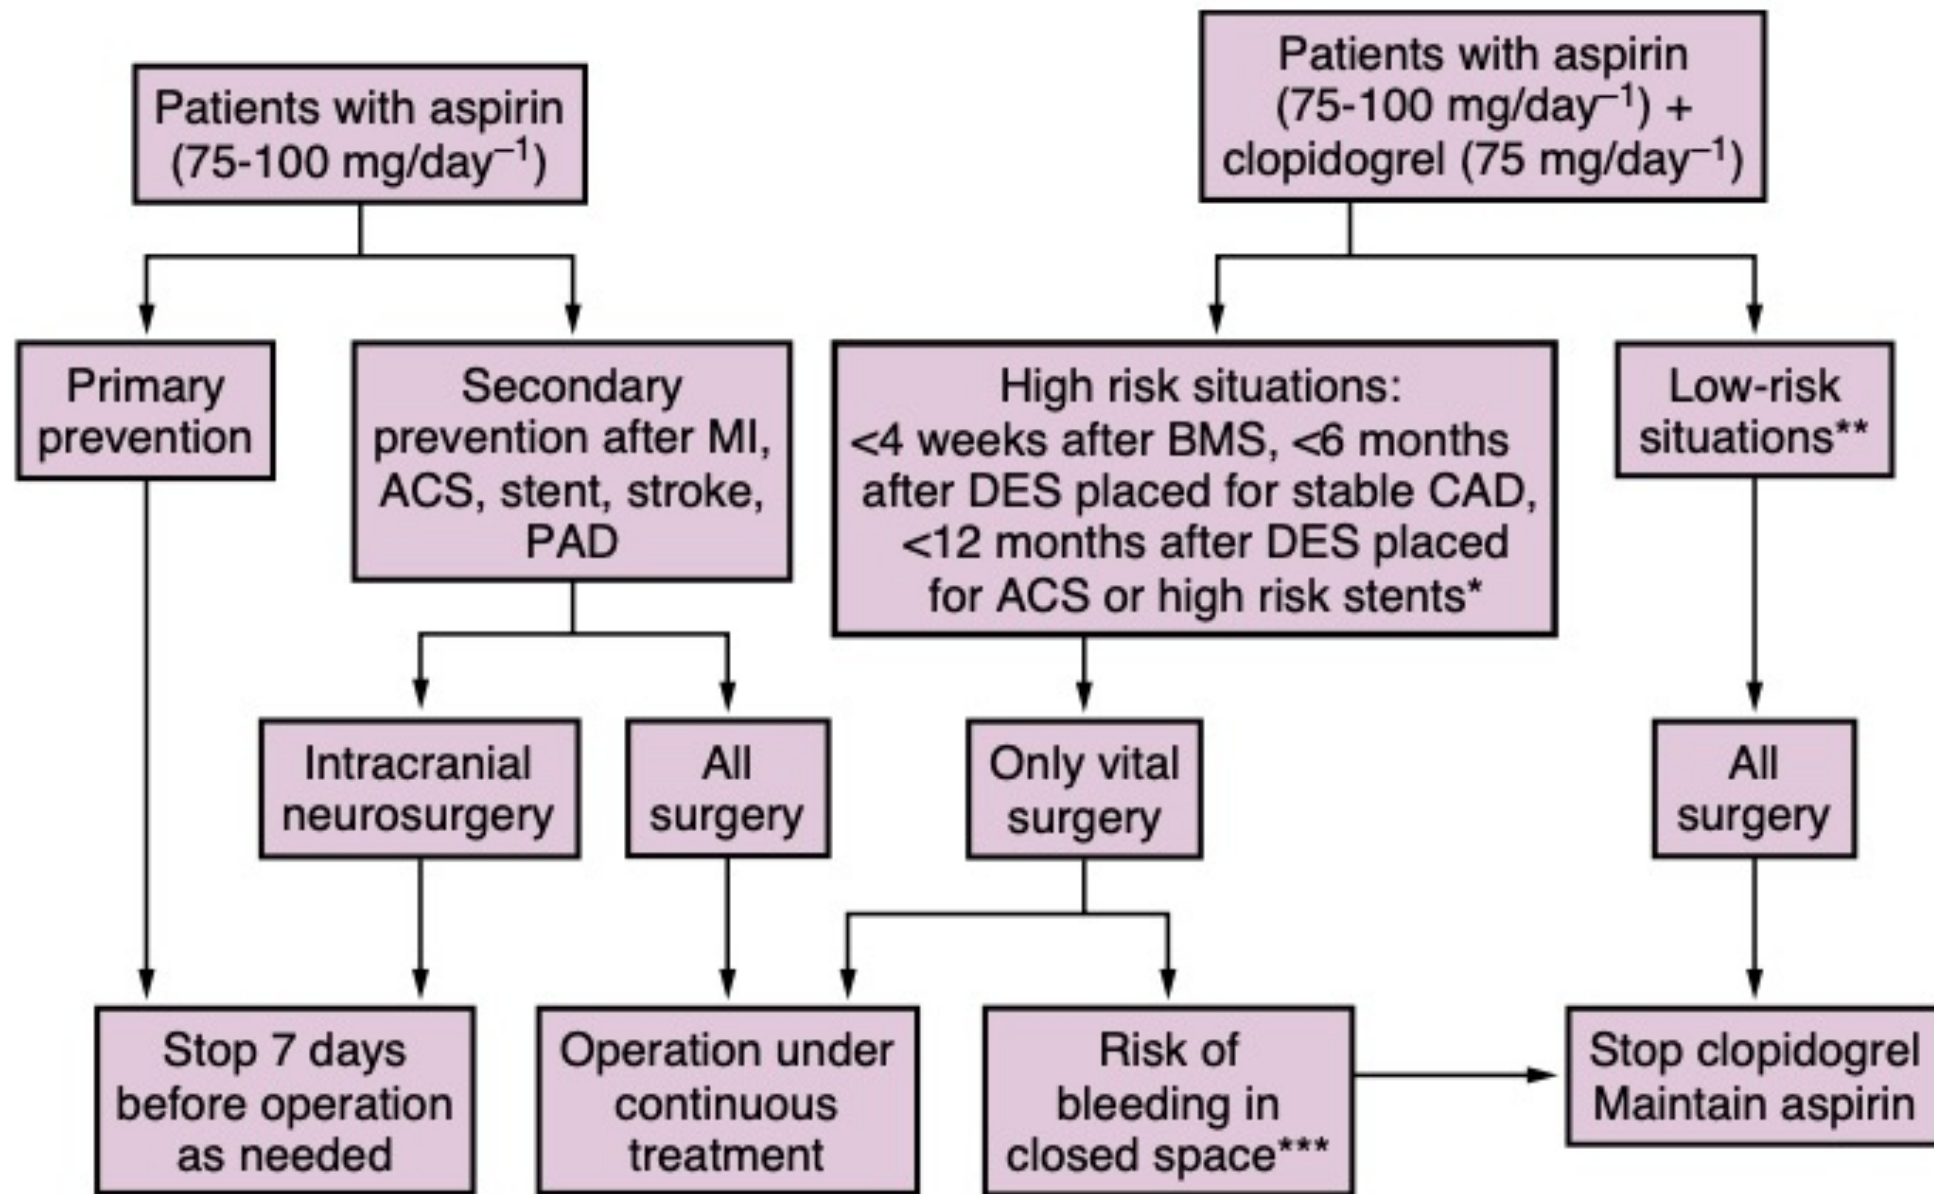 Patients with aspirin
(75-100 mg/day⁻¹)
Patients with aspirin
(75-100 mg/day⁻¹) +
clopidogrel (75 mg/day⁻¹)
Primary
prevention
Secondary
prevention after MI,
ACS, stent, stroke,
PAD
High risk situations:
<4 weeks after BMS, <6 months
after DES placed for stable CAD,
<12 months after DES placed
for ACS or high risk stents*
Low-risk
situations**
Intracranial
neurosurgery
All
surgery
Only vital
surgery
All
surgery
Stop 7 days
before operation
as needed
Operation under
continuous
treatment
Risk of
bleeding in
closed space***
Stop clopidogrel
Maintain aspirin